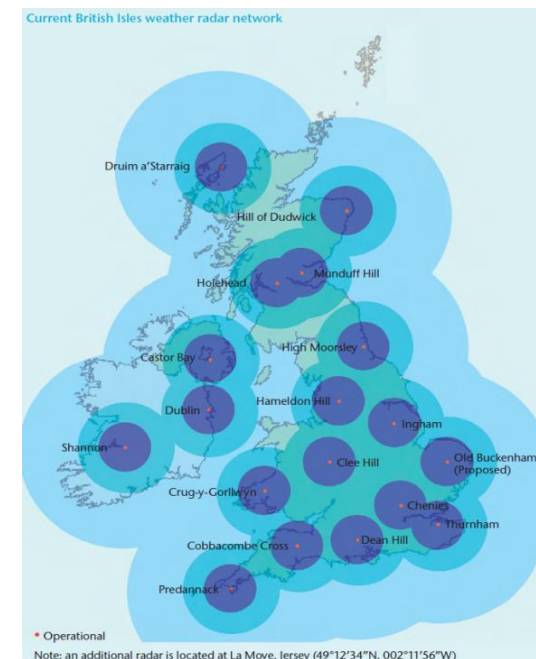 Current British Isles weather radar network
Druim a'Starraig
Hill of Dudwick
Munduff Hill
Holehead
High Moorsley
Castor Bay
Hameldon Hill
Dublin
Ingham
Shannon
Clee Hill
Old Buckenham
(Proposed)
Crug-y-Gorllwyn
Chenies
Thurnham
Cobbacombe Cross
Dean Hill
Predannack
• Operational
Note: an additional radar is located at La Moye, Jersey (49°12'34"N, 002°11'56"W)